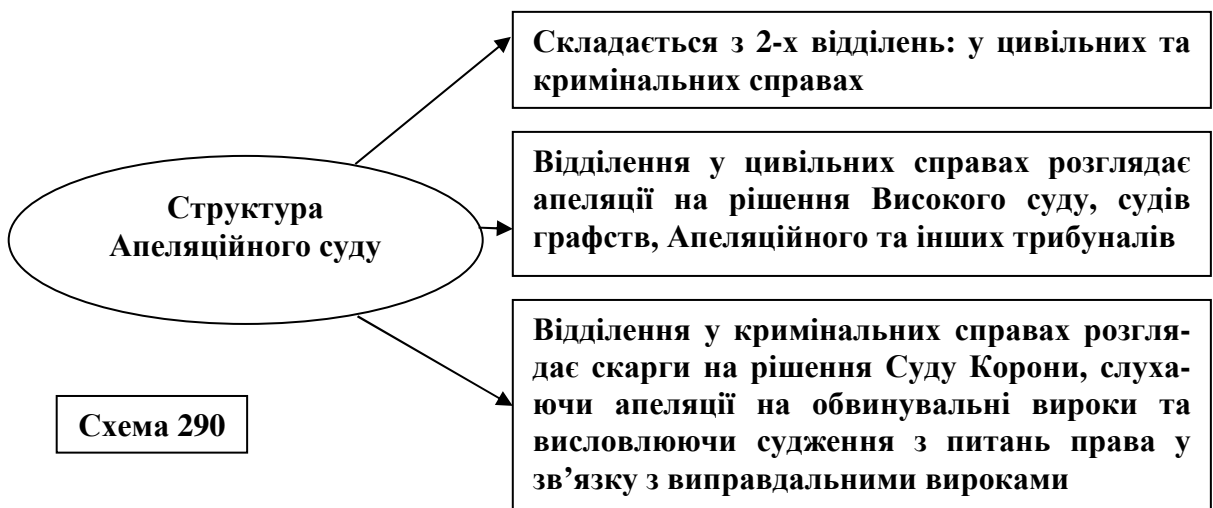 Структура
Апеляційного суду
Складається з 2-х відділень: у цивільних та
кримінальних справах
Відділення у цивільних справах розглядає
апеляції на рішення Високого суду, судів
графств, Апеляційного та інших трибуналів
Відділення у кримінальних справах розгля-
дає скарги на рішення Суду Корони, слуха-
ючи апеляції на обвинувальні вироки та
висловлюючи судження з питань права у
зв’язку з виправдальними вироками
Схема 290